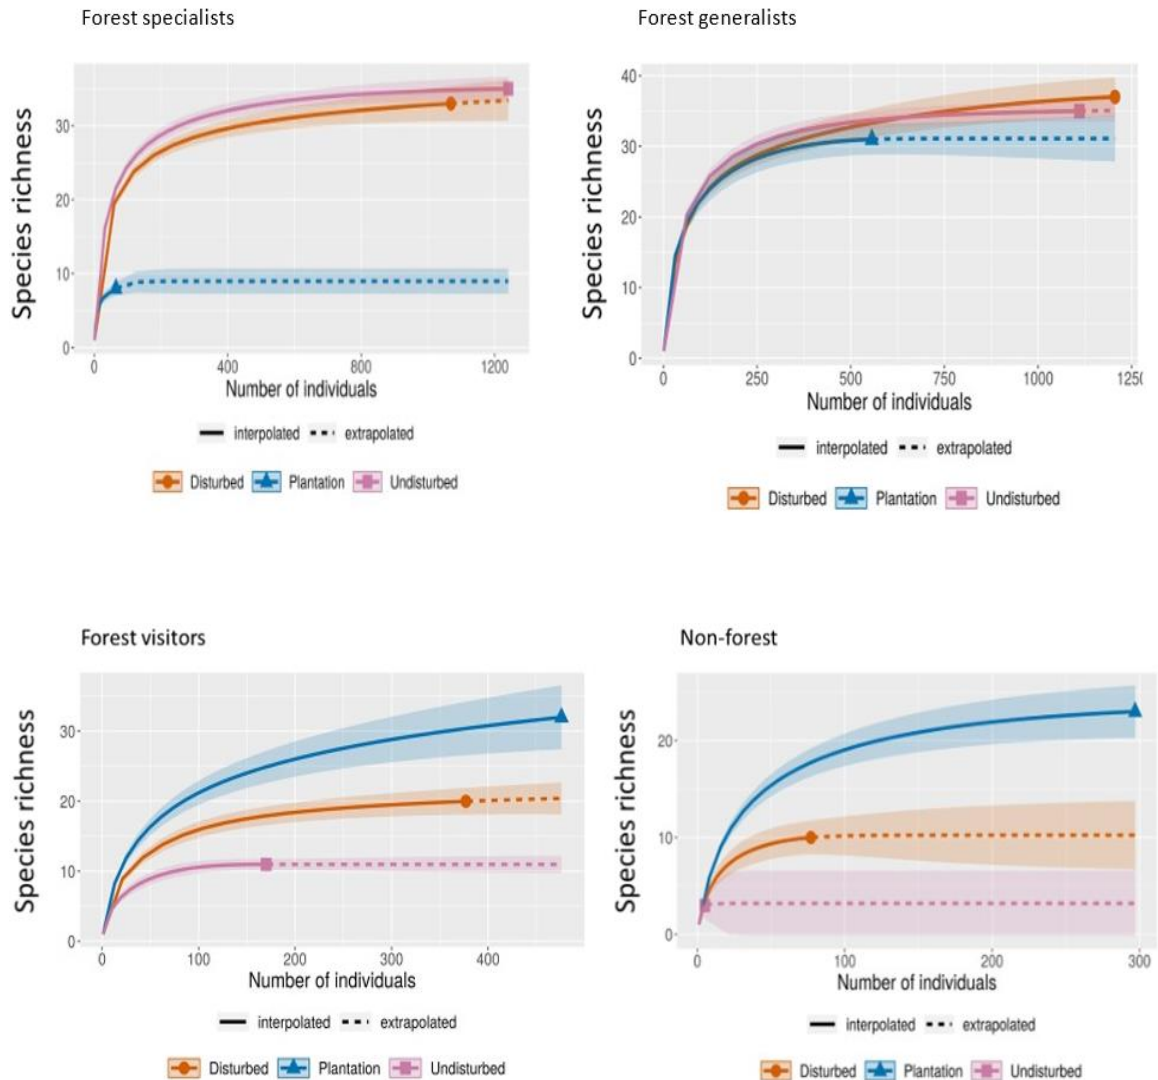 Forest specialists
Species richness
30
20
10
0
0 400 800 1200
Number of individuals
interpolated extrapolated
Disturbed Plantation Undisturbed
Forest generalists
Species richness
40
30
20
10
0
0 250 500 750 1000 1250
Number of individuals
interpolated extrapolated
Disturbed Plantation Undisturbed
Forest visitors
Species richness
30
20
10
0
0 100 200 300 400
Number of individuals
interpolated extrapolated
Disturbed Plantation Undisturbed
Non-forest
Species richness
20
10
0
0 100 200 300
Number of individuals
interpolated extrapolated
Disturbed Plantation Undisturbed